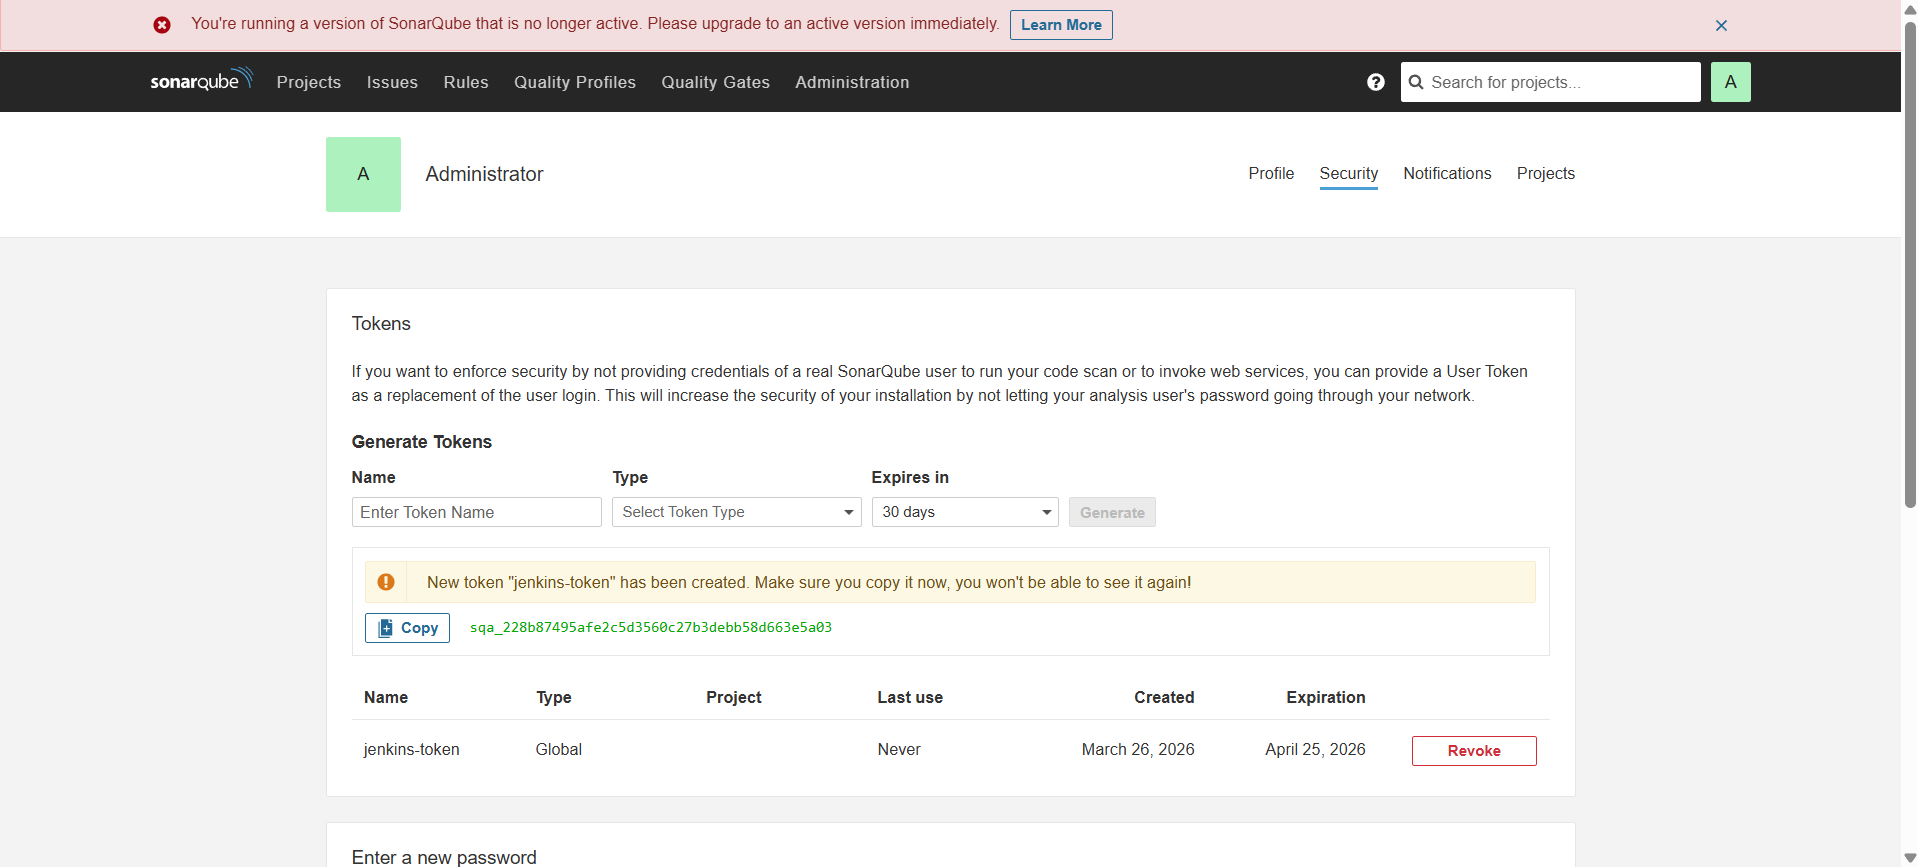 You're running a version of SonarQube that is no longer active. Please upgrade to an active version immediately. Learn More
sonarqube Projects Issues Rules Quality Profiles Quality Gates Administration ? Search for projects... A
A Administrator Profile Security Notifications Projects
Tokens
If you want to enforce security by not providing credentials of a real SonarQube user to run your code scan or to invoke web services, you can provide a User Token
as a replacement of the user login. This will increase the security of your installation by not letting your analysis user's password going through your network.
Generate Tokens
Name Type Expires in
Enter Token Name Select Token Type 30 days Generate
New token "jenkins-token" has been created. Make sure you copy it now, you won't be able to see it again!
Copy sqa_228b87495afe2c5d3560c27b3debb58d663e5a03
Name Type Project Last use Created Expiration
jenkins-token Global Never March 26, 2026 April 25, 2026 Revoke
Enter a new password